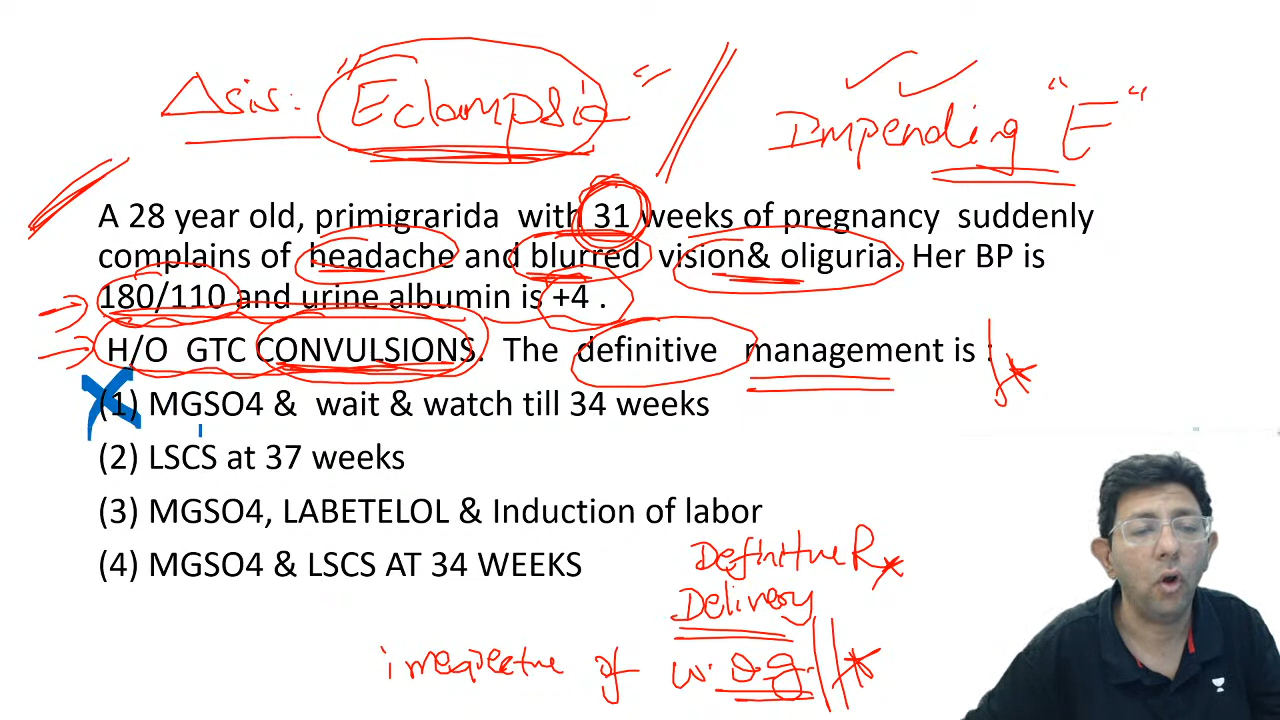 Δsis: "Eclampsia" // Impending "E"
A 28 year old, primigrarida with 31 weeks of pregnancy suddenly
complains of headache and blurred vision& oliguria. Her BP is
180/110 and urine albumin is +4 .
H/O GTC CONVULSIONS. The definitive management is :
(1) MGSO4 & wait & watch till 34 weeks
(2) LSCS at 37 weeks
(3) MGSO4, LABETELOL & Induction of labor
(4) MGSO4 & LSCS AT 34 WEEKS
Definitive Rx
Delivery
irrespective of w.o.g.